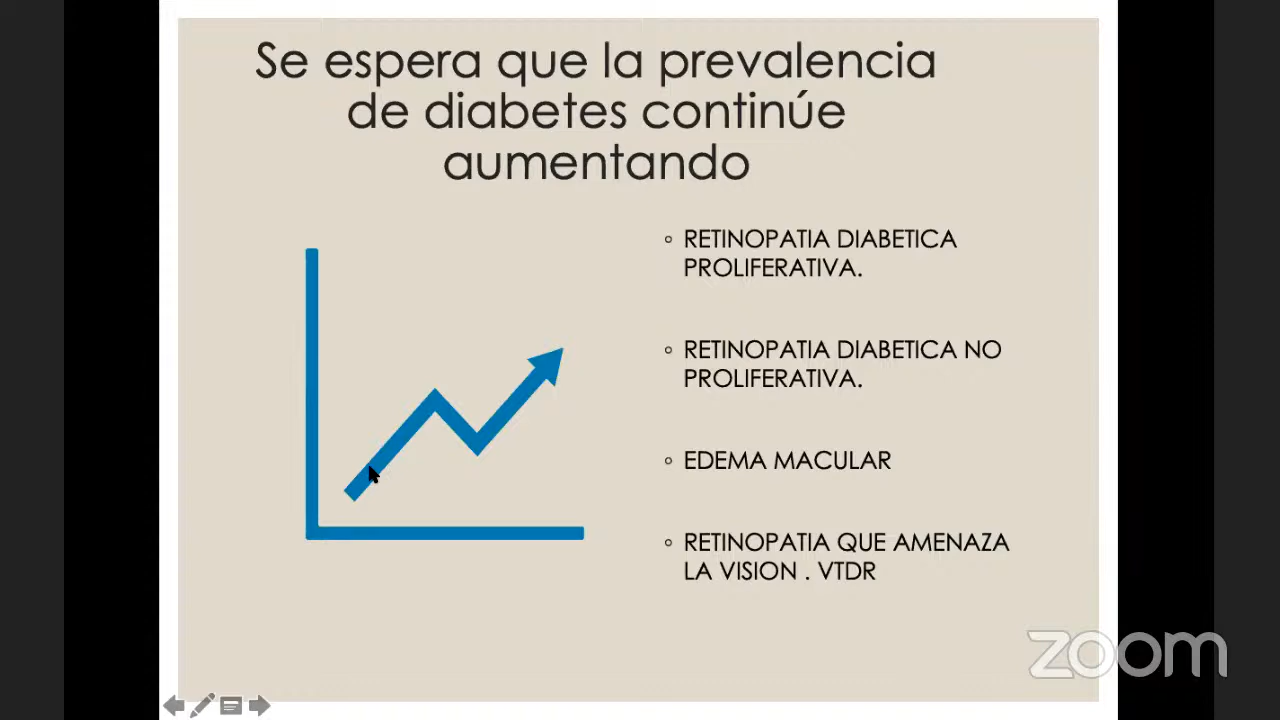 Se espera que la prevalencia
de diabetes continúe
aumentando
RETINOPATIA DIABETICA
PROLIFERATIVA.
RETINOPATIA DIABETICA NO
PROLIFERATIVA.
EDEMA MACULAR
RETINOPATIA QUE AMENAZA
LA VISION . VTDR
zoom